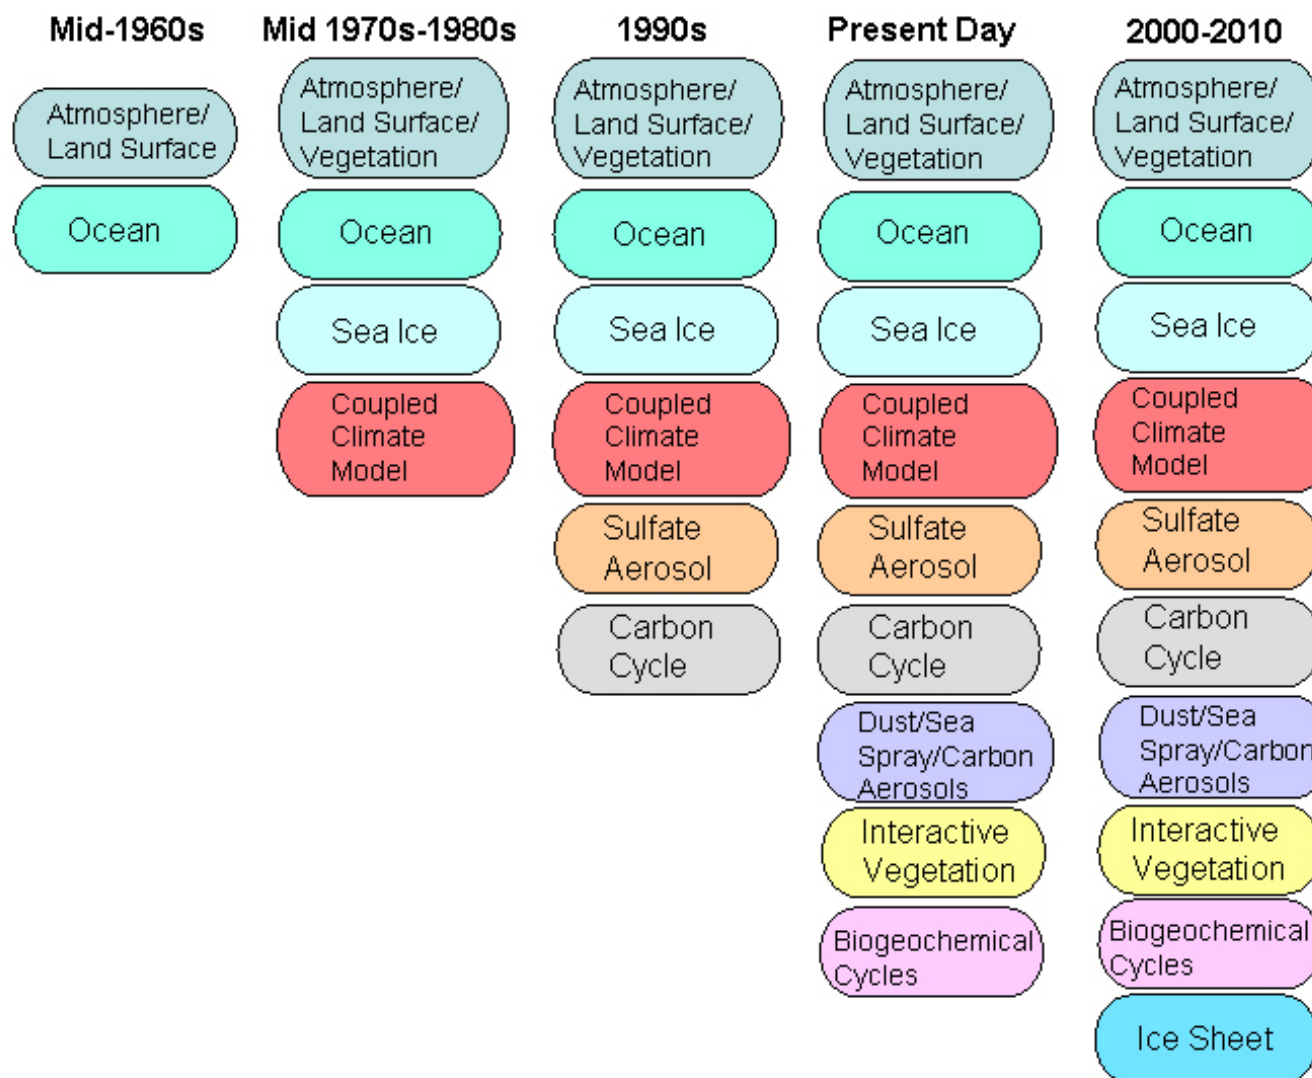 Mid-1960s
Atmosphere/
Land Surface
Ocean
Mid 1970s-1980s
Atmosphere/
Land Surface/
Vegetation
Ocean
Sea Ice
Coupled
Climate
Model
1990s
Atmosphere/
Land Surface/
Vegetation
Ocean
Sea Ice
Coupled
Climate
Model
Sulfate
Aerosol
Carbon
Cycle
Present Day
Atmosphere/
Land Surface/
Vegetation
Ocean
Sea Ice
Coupled
Climate
Model
Sulfate
Aerosol
Carbon
Cycle
Dust/Sea
Spray/Carbon
Aerosols
Interactive
Vegetation
Biogeochemical
Cycles
2000-2010
Atmosphere/
Land Surface/
Vegetation
Ocean
Sea Ice
Coupled
Climate
Model
Sulfate
Aerosol
Carbon
Cycle
Dust/Sea
Spray/Carbon
Aerosols
Interactive
Vegetation
Biogeochemical
Cycles
Ice Sheet